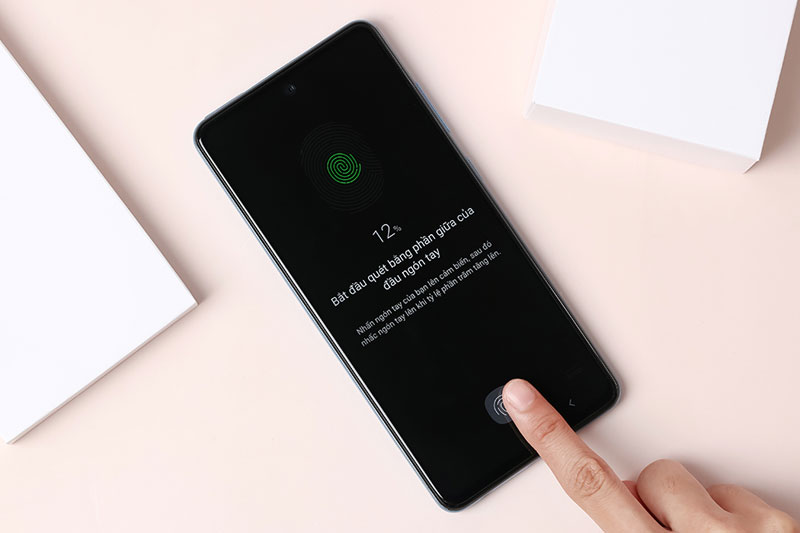 12%
Bắt đầu quét bằng phần giữa của
đầu ngón tay
Nhấn ngón tay của bạn lên cảm biến, sau đó
nhấc ngón tay lên khi tỷ lệ phần trăm tăng lên.